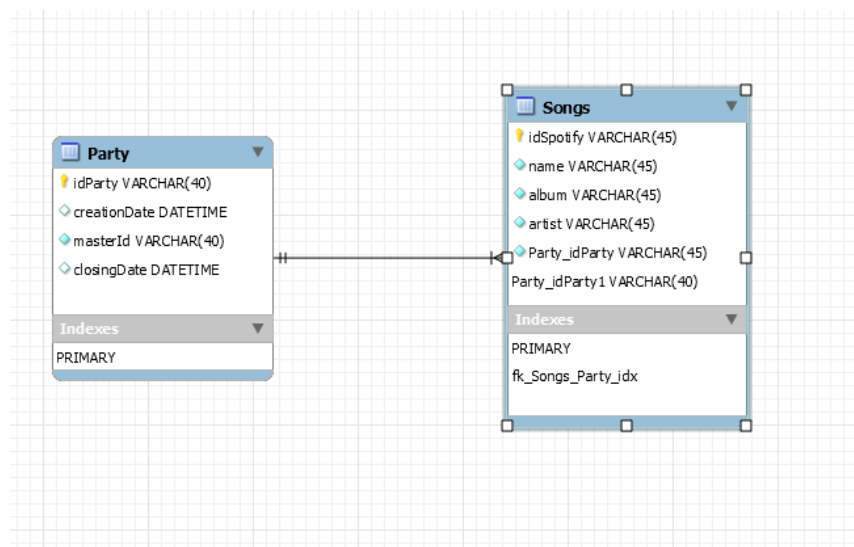 Party
idParty VARCHAR(40)
creationDate DATETIME
masterId VARCHAR(40)
closingDate DATETIME
Indexes
PRIMARY
Songs
idSpotify VARCHAR(45)
name VARCHAR(45)
album VARCHAR(45)
artist VARCHAR(45)
Party_idParty VARCHAR(45)
Party_idParty1 VARCHAR(40)
Indexes
PRIMARY
fk_Songs_Party_idx